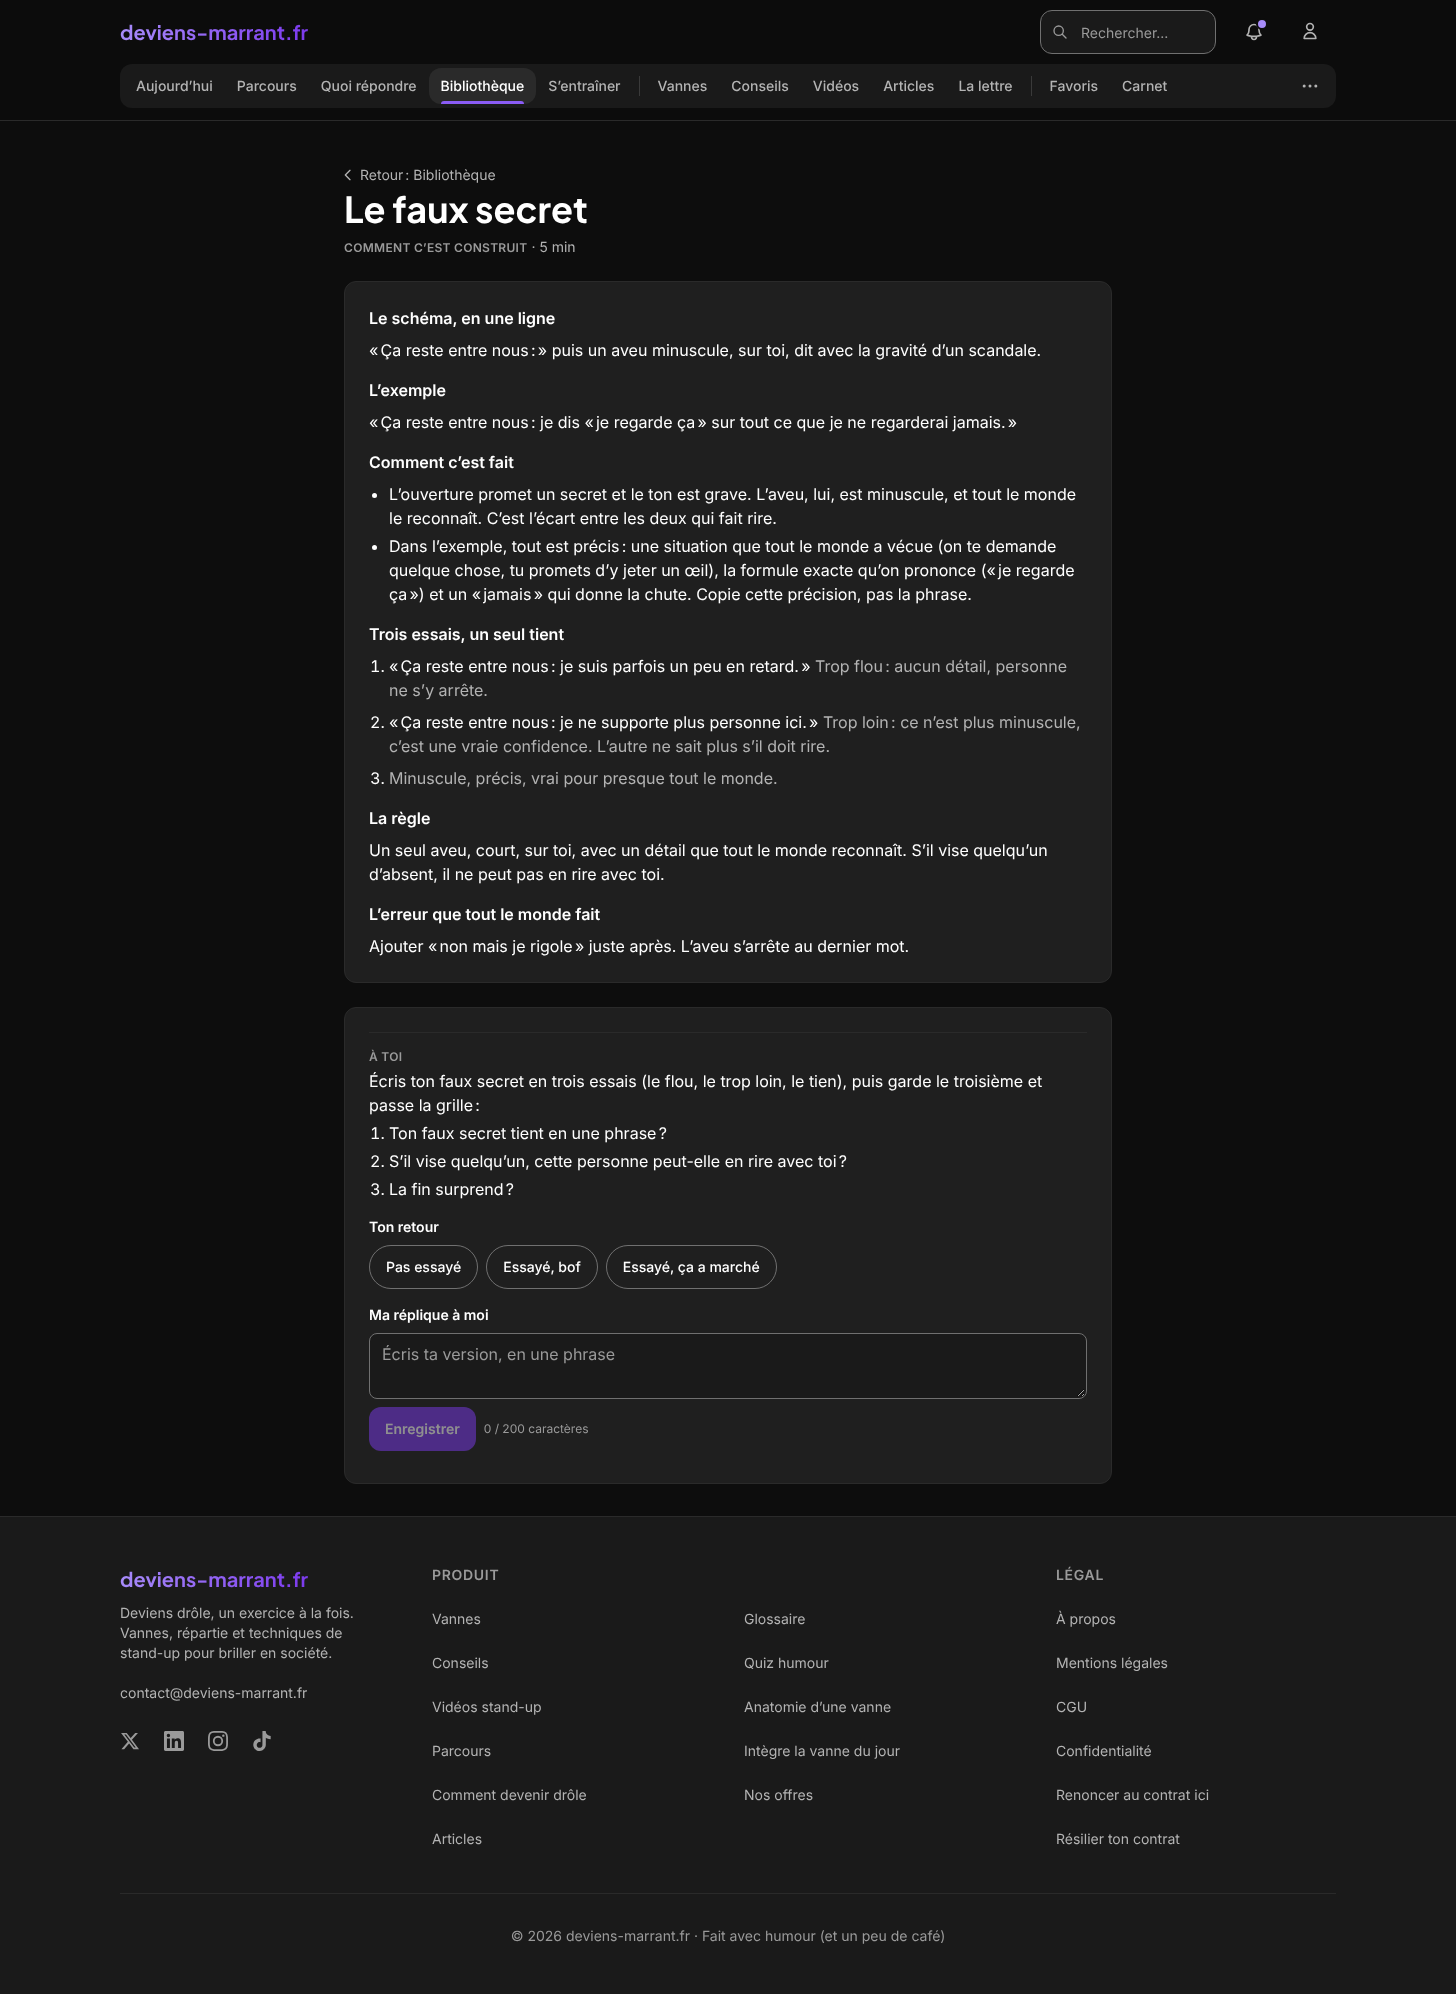 deviens-marrant.fr
Rechercher...
Aujourd’hui Parcours Quoi répondre Bibliothèque S’entraîner Vannes Conseils Vidéos Articles La lettre Favoris Carnet
Retour : Bibliothèque
Le faux secret
COMMENT C’EST CONSTRUIT · 5 min
Le schéma, en une ligne
« Ça reste entre nous : » puis un aveu minuscule, sur toi, dit avec la gravité d’un scandale.
L’exemple
« Ça reste entre nous : je dis « je regarde ça » sur tout ce que je ne regarderai jamais. »
Comment c’est fait
• L’ouverture promet un secret et le ton est grave. L’aveu, lui, est minuscule, et tout le monde
le reconnaît. C’est l’écart entre les deux qui fait rire.
• Dans l’exemple, tout est précis : une situation que tout le monde a vécue (on te demande
quelque chose, tu promets d’y jeter un œil), la formule exacte qu’on prononce (« je regarde
ça ») et un « jamais » qui donne la chute. Copie cette précision, pas la phrase.
Trois essais, un seul tient
1. « Ça reste entre nous : je suis parfois un peu en retard. » Trop flou : aucun détail, personne
ne s’y arrête.
2. « Ça reste entre nous : je ne supporte plus personne ici. » Trop loin : ce n’est plus minuscule,
c’est une vraie confidence. L’autre ne sait plus s’il doit rire.
3. Minuscule, précis, vrai pour presque tout le monde.
La règle
Un seul aveu, court, sur toi, avec un détail que tout le monde reconnaît. S’il vise quelqu’un
d’absent, il ne peut pas en rire avec toi.
L’erreur que tout le monde fait
Ajouter « non mais je rigole » juste après. L’aveu s’arrête au dernier mot.
À TOI
Écris ton faux secret en trois essais (le flou, le trop loin, le tien), puis garde le troisième et
passe la grille :
1. Ton faux secret tient en une phrase ?
2. S’il vise quelqu’un, cette personne peut-elle en rire avec toi ?
3. La fin surprend ?
Ton retour
Pas essayé Essayé, bof Essayé, ça a marché
Ma réplique à moi
Écris ta version, en une phrase
Enregistrer 0 / 200 caractères
deviens-marrant.fr
Deviens drôle, un exercice à la fois.
Vannes, répartie et techniques de
stand-up pour briller en société.
contact@deviens-marrant.fr
PRODUIT
Vannes
Conseils
Vidéos stand-up
Parcours
Comment devenir drôle
Articles
Glossaire
Quiz humour
Anatomie d’une vanne
Intègre la vanne du jour
Nos offres
LÉGAL
À propos
Mentions légales
CGU
Confidentialité
Renoncer au contrat ici
Résilier ton contrat
© 2026 deviens-marrant.fr · Fait avec humour (et un peu de café)